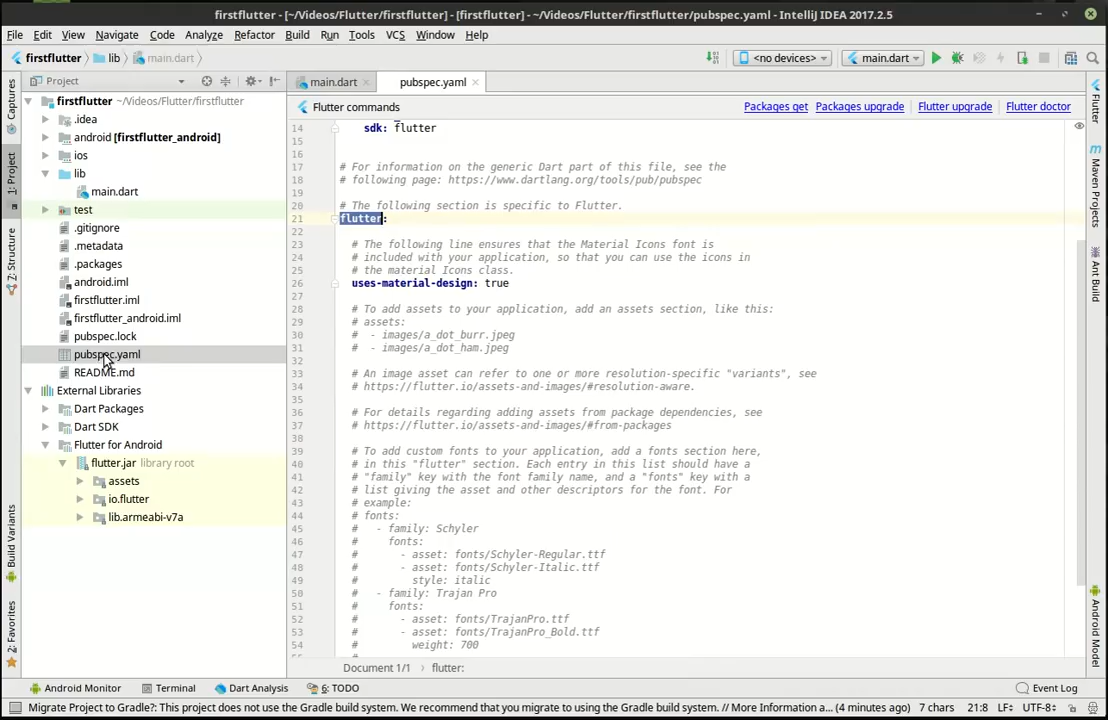 firstflutter - [~/Videos/Flutter/firstflutter] - [firstflutter] - ~/Videos/Flutter/firstflutter/pubspec.yaml - IntelliJ IDEA 2017.2.5
File Edit View Navigate Code Analyze Refactor Build Run Tools VCS Window Help
firstflutter lib main.dart <no devices> main.dart
Project main.dart pubspec.yaml
Flutter commands Packages get Packages upgrade Flutter upgrade Flutter doctor
Captures
1: Project
7: Structure
Build Variants
2: Favorites
firstflutter ~/Videos/Flutter/firstflutter
.idea
android [firstflutter_android]
ios
lib
main.dart
test
.gitignore
.metadata
.packages
android.iml
firstflutter.iml
firstflutter_android.iml
pubspec.lock
pubspec.yaml
README.md
External Libraries
Dart Packages
Dart SDK
Flutter for Android
flutter.jar library root
assets
io.flutter
lib.armeabi-v7a
14 sdk: flutter
15
16
17 # For information on the generic Dart part of this file, see the
18 # following page: https://www.dartlang.org/tools/pub/pubspec
19
20 # The following section is specific to Flutter.
21 flutter:
22
23 # The following line ensures that the Material Icons font is
24 # included with your application, so that you can use the icons in
25 # the material Icons class.
26 uses-material-design: true
27
28 # To add assets to your application, add an assets section, like this:
29 # assets:
30 # - images/a_dot_burr.jpeg
31 # - images/a_dot_ham.jpeg
32
33 # An image asset can refer to one or more resolution-specific "variants", see
34 # https://flutter.io/assets-and-images/#resolution-aware.
35
36 # For details regarding adding assets from package dependencies, see
37 # https://flutter.io/assets-and-images/#from-packages
38
39 # To add custom fonts to your application, add a fonts section here,
40 # in this "flutter" section. Each entry in this list should have a
41 # "family" key with the font family name, and a "fonts" key with a
42 # list giving the asset and other descriptors for the font. For
43 # example:
44 # fonts:
45 # - family: Schyler
46 # fonts:
47 # - asset: fonts/Schyler-Regular.ttf
48 # - asset: fonts/Schyler-Italic.ttf
49 # style: italic
50 # - family: Trajan Pro
51 # fonts:
52 # - asset: fonts/TrajanPro.ttf
53 # - asset: fonts/TrajanPro_Bold.ttf
54 # weight: 700
Document 1/1 flutter:
Flutter
Maven Projects
Ant Build
Android Model
Android Monitor Terminal Dart Analysis 6: TODO Event Log
Migrate Project to Gradle?: This project does not use the Gradle build system. We recommend that you migrate to using the Gradle build system. // More Information a... (4 minutes ago) 7 chars 21:8 LF÷ UTF-8÷